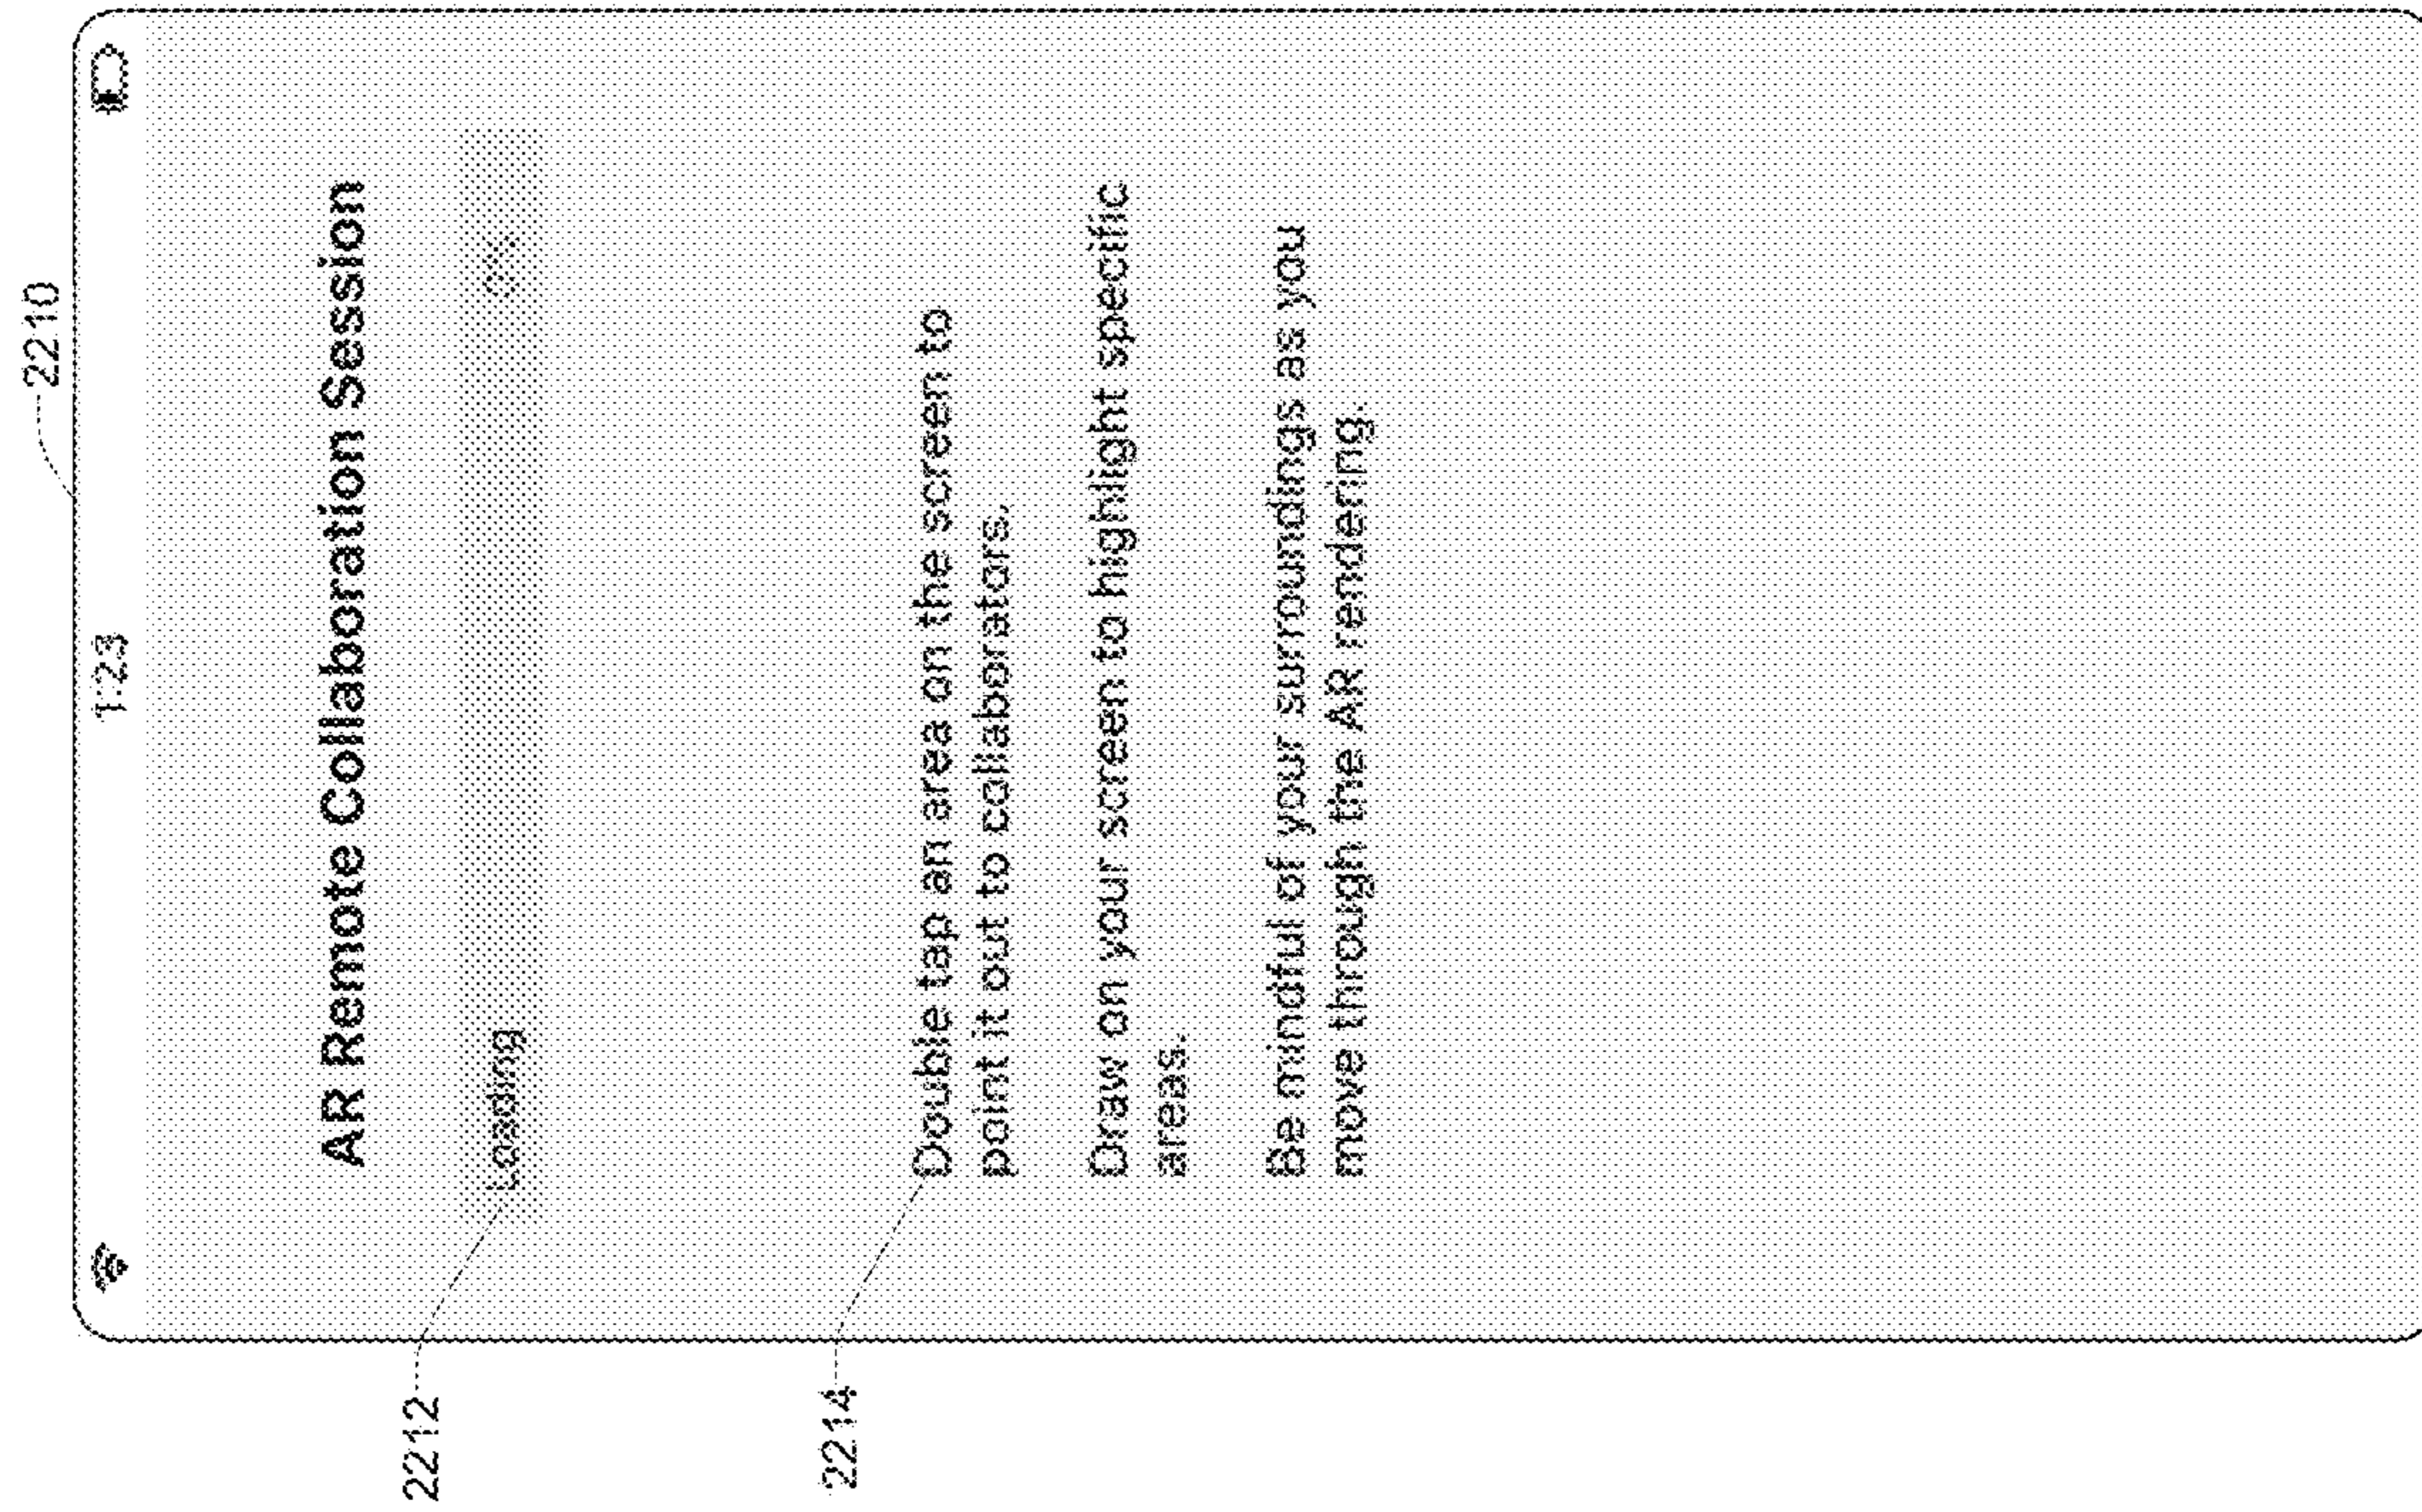 2210
1:23
AR Remote Collaboration Session
2212
Loading
0%
2214
Double tap an area on the screen to
point it out to collaborators.
Draw on your screen to highlight specific
areas.
Be mindful of your surroundings as you
move through the AR rendering.